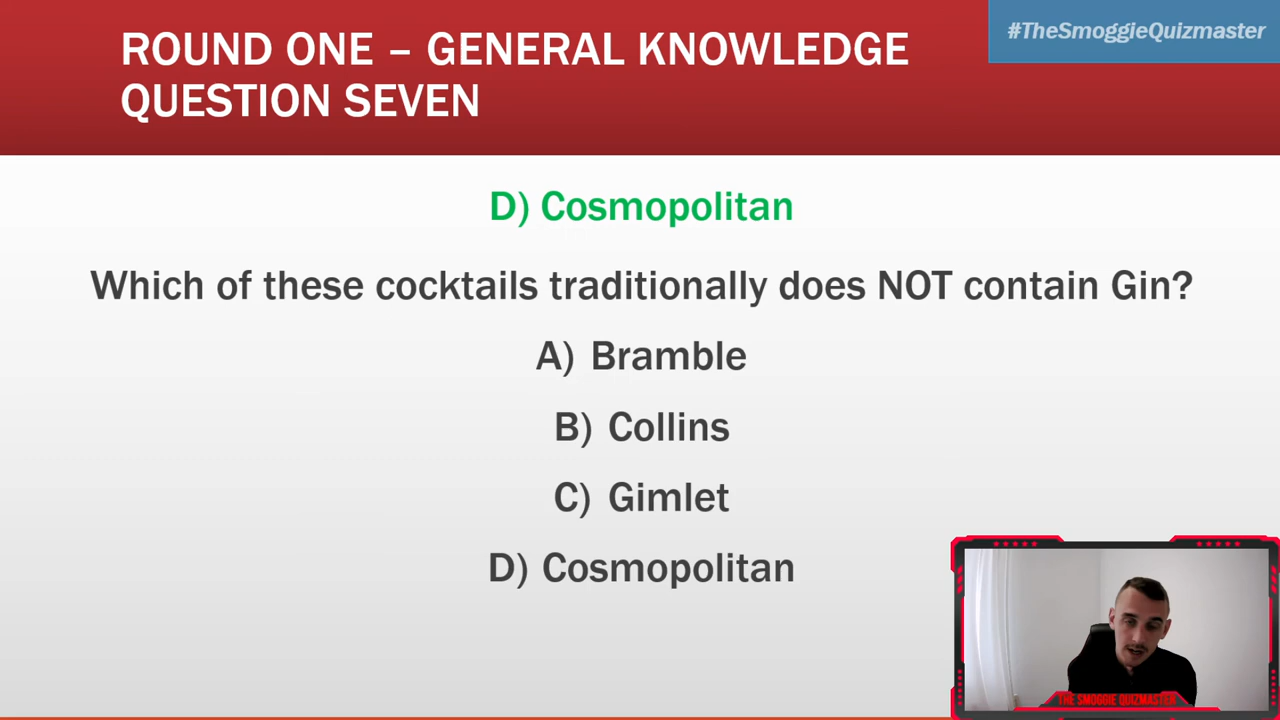 ROUND ONE – GENERAL KNOWLEDGE
QUESTION SEVEN
#TheSmoggieQuizmaster
D) Cosmopolitan
Which of these cocktails traditionally does NOT contain Gin?
A) Bramble
B) Collins
C) Gimlet
D) Cosmopolitan
THE SMOGGIE QUIZMASTER